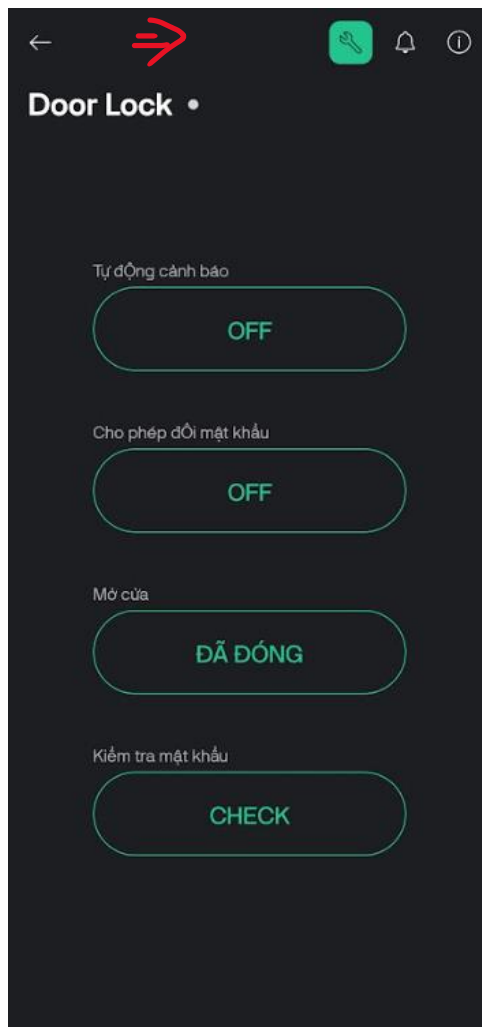 Door Lock
Tự động cảnh báo
OFF
Cho phép đổi mật khẩu
OFF
Mở cửa
ĐÃ ĐÓNG
Kiểm tra mật khẩu
CHECK